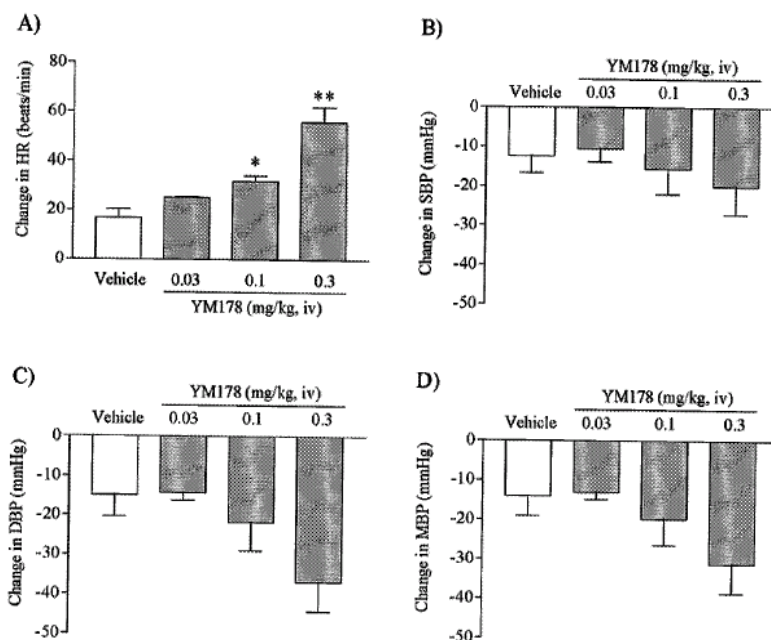 A)
Change in HR (beats/min)
80
60
40
20
0
*
**
Vehicle 0.03 0.1 0.3
YM178 (mg/kg, iv)
B)
YM178 (mg/kg, iv)
Vehicle 0.03 0.1 0.3
Change in SBP (mmHg)
0
-10
-20
-30
-40
-50
C)
YM178 (mg/kg, iv)
Vehicle 0.03 0.1 0.3
Change in DBP (mmHg)
0
-10
-20
-30
-40
-50
D)
YM178 (mg/kg, iv)
Vehicle 0.03 0.1 0.3
Change in MBP (mmHg)
0
-10
-20
-30
-40
-50